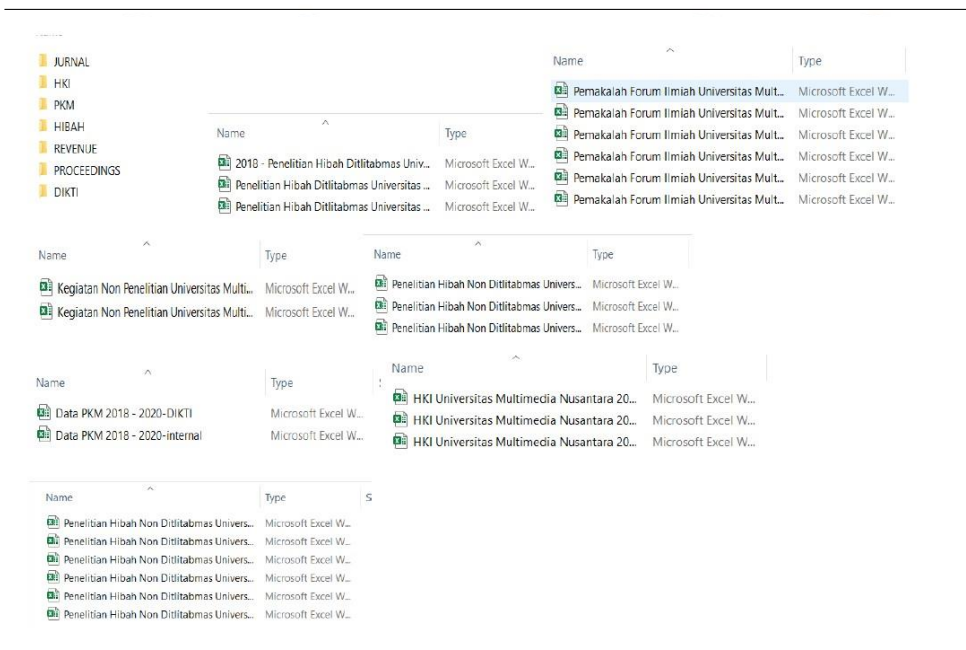 JURNAL
HKI
PKM
HIBAH
REVENUE
PROCEEDINGS
DIKTI
Name Type
2018 - Penelitian Hibah Ditlitabmas Univ... Microsoft Excel W...
Penelitian Hibah Ditlitabmas Universitas ... Microsoft Excel W...
Penelitian Hibah Ditlitabmas Universitas ... Microsoft Excel W...
Name Type
Pemakalah Forum Ilmiah Universitas Mult... Microsoft Excel W...
Pemakalah Forum Ilmiah Universitas Mult... Microsoft Excel W...
Pemakalah Forum Ilmiah Universitas Mult... Microsoft Excel W...
Pemakalah Forum Ilmiah Universitas Mult... Microsoft Excel W...
Pemakalah Forum Ilmiah Universitas Mult... Microsoft Excel W...
Pemakalah Forum Ilmiah Universitas Mult... Microsoft Excel W...
Name Type
Kegiatan Non Penelitian Universitas Multi... Microsoft Excel W...
Kegiatan Non Penelitian Universitas Multi... Microsoft Excel W...
Name Type
Penelitian Hibah Non Ditlitabmas Univers... Microsoft Excel W...
Penelitian Hibah Non Ditlitabmas Univers... Microsoft Excel W...
Penelitian Hibah Non Ditlitabmas Univers... Microsoft Excel W...
Name Type
Data PKM 2018 - 2020-DIKTI Microsoft Excel W...
Data PKM 2018 - 2020-internal Microsoft Excel W...
Name Type
HKI Universitas Multimedia Nusantara 20... Microsoft Excel W...
HKI Universitas Multimedia Nusantara 20... Microsoft Excel W...
HKI Universitas Multimedia Nusantara 20... Microsoft Excel W...
Name Type S
Penelitian Hibah Non Ditlitabmas Univers... Microsoft Excel W...
Penelitian Hibah Non Ditlitabmas Univers... Microsoft Excel W...
Penelitian Hibah Non Ditlitabmas Univers... Microsoft Excel W...
Penelitian Hibah Non Ditlitabmas Univers... Microsoft Excel W...
Penelitian Hibah Non Ditlitabmas Univers... Microsoft Excel W...
Penelitian Hibah Non Ditlitabmas Univers... Microsoft Excel W...